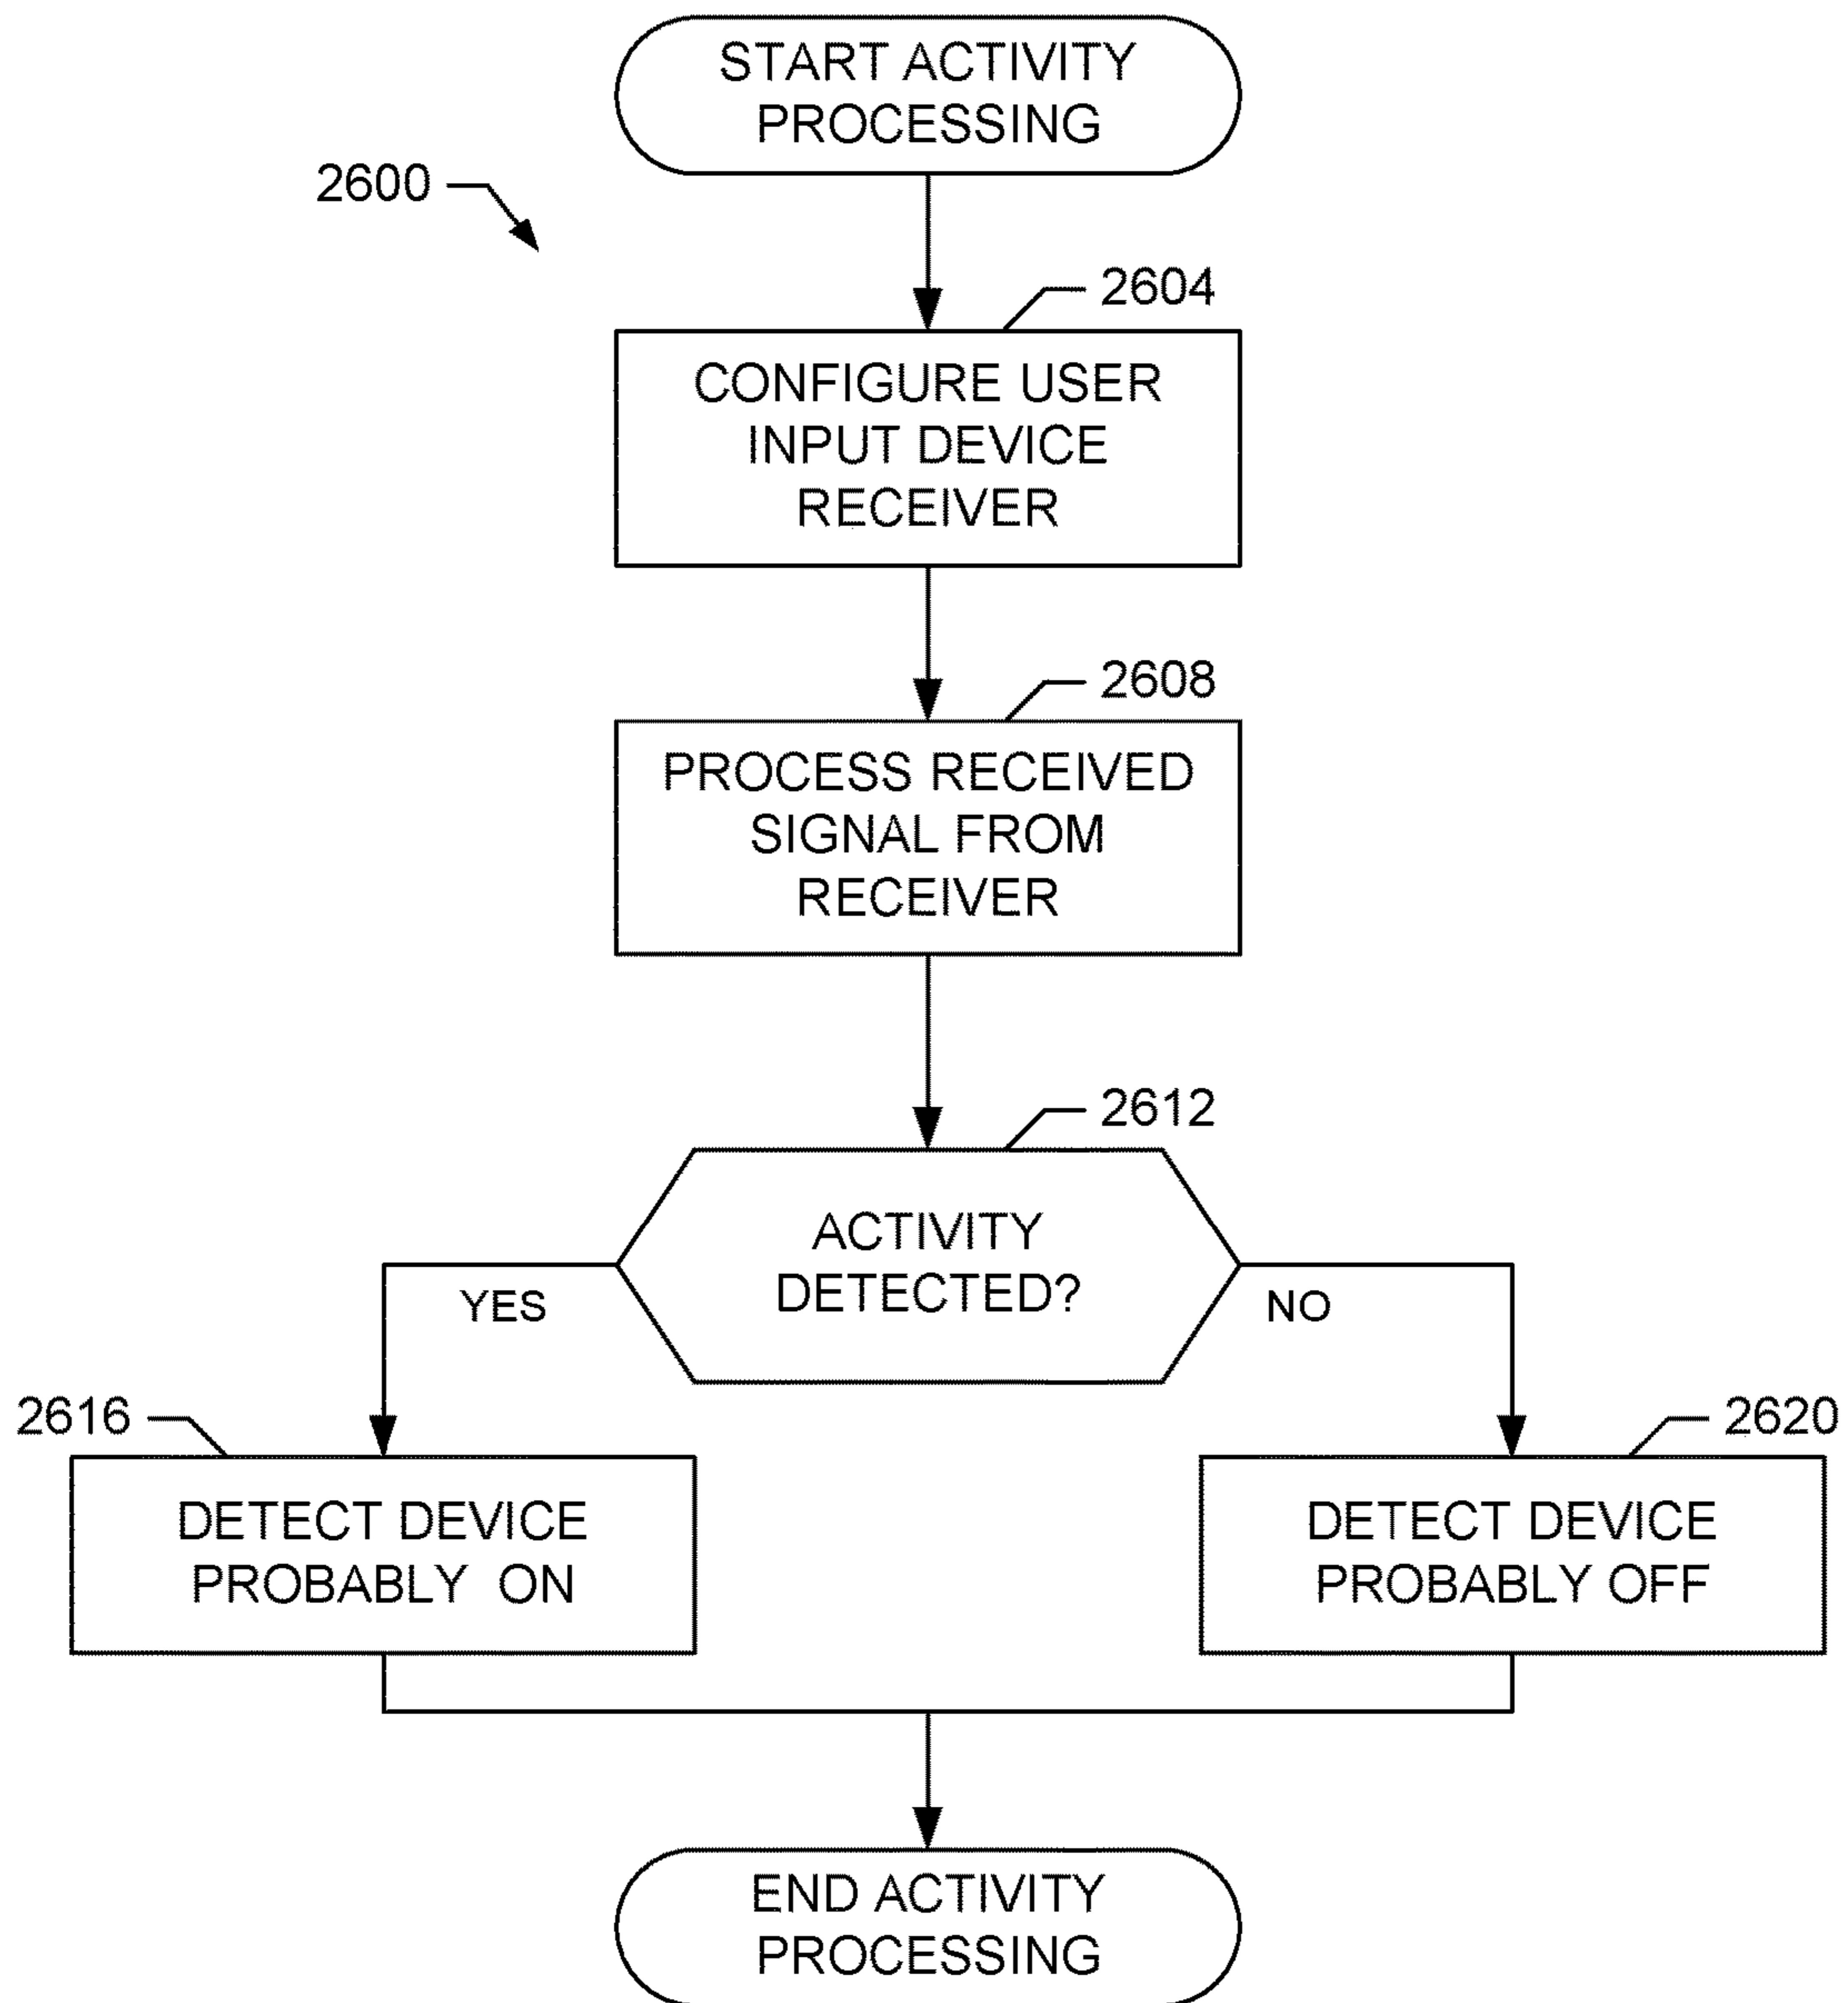 START ACTIVITY
PROCESSING
2600
2604
CONFIGURE USER
INPUT DEVICE
RECEIVER
2608
PROCESS RECEIVED
SIGNAL FROM
RECEIVER
2612
ACTIVITY
DETECTED?
YES
NO
2616
2620
DETECT DEVICE
PROBABLY ON
DETECT DEVICE
PROBABLY OFF
END ACTIVITY
PROCESSING